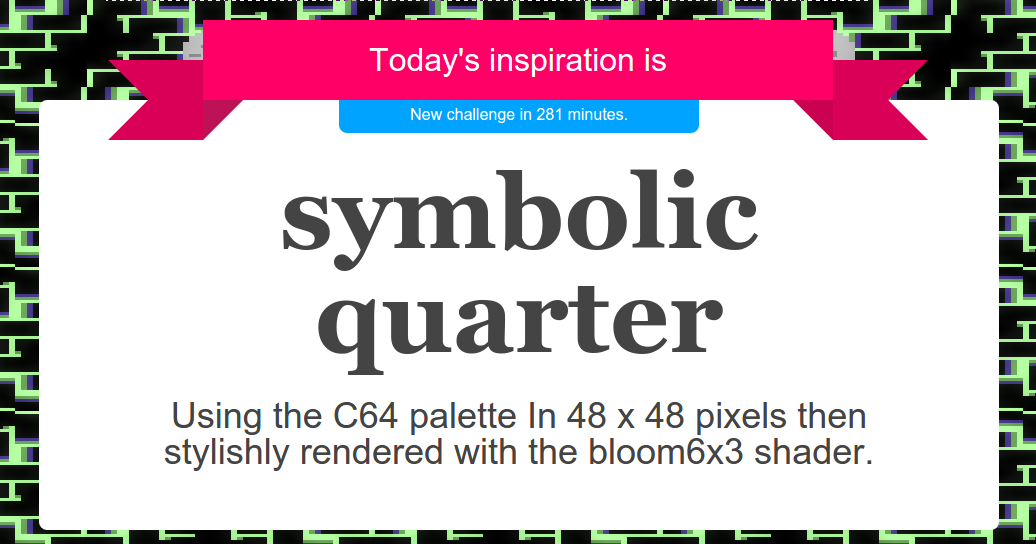 Today's inspiration is
New challenge in 281 minutes.
symbolic
quarter
Using the C64 palette In 48 x 48 pixels then
stylishly rendered with the bloom6x3 shader.